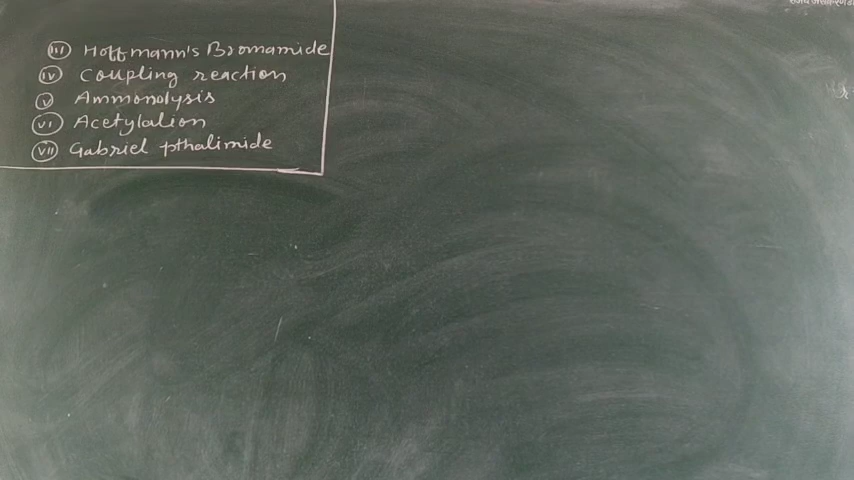 (iii) Hoffmann's Bromamide
(iv) Coupling reaction
(v) Ammonolysis
(vi) Acetylation
(vii) Gabriel pthalimide